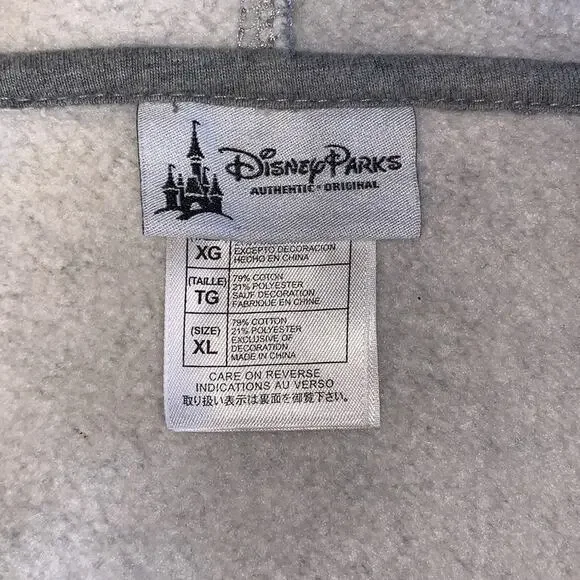 DISNEY PARKS
AUTHENTIC • ORIGINAL
XG
EXCEPTO DECORACION
HECHO EN CHINA
(TAILLE)
TG
79% COTON
21% POLYESTER
SAUF DECORATION
FABRIQUE EN CHINE
(SIZE)
XL
79% COTTON
21% POLYESTER
EXCLUSIVE OF
DECORATION
MADE IN CHINA
CARE ON REVERSE
INDICATIONS AU VERSO
取り扱い表示は裏面を御覧下さい。